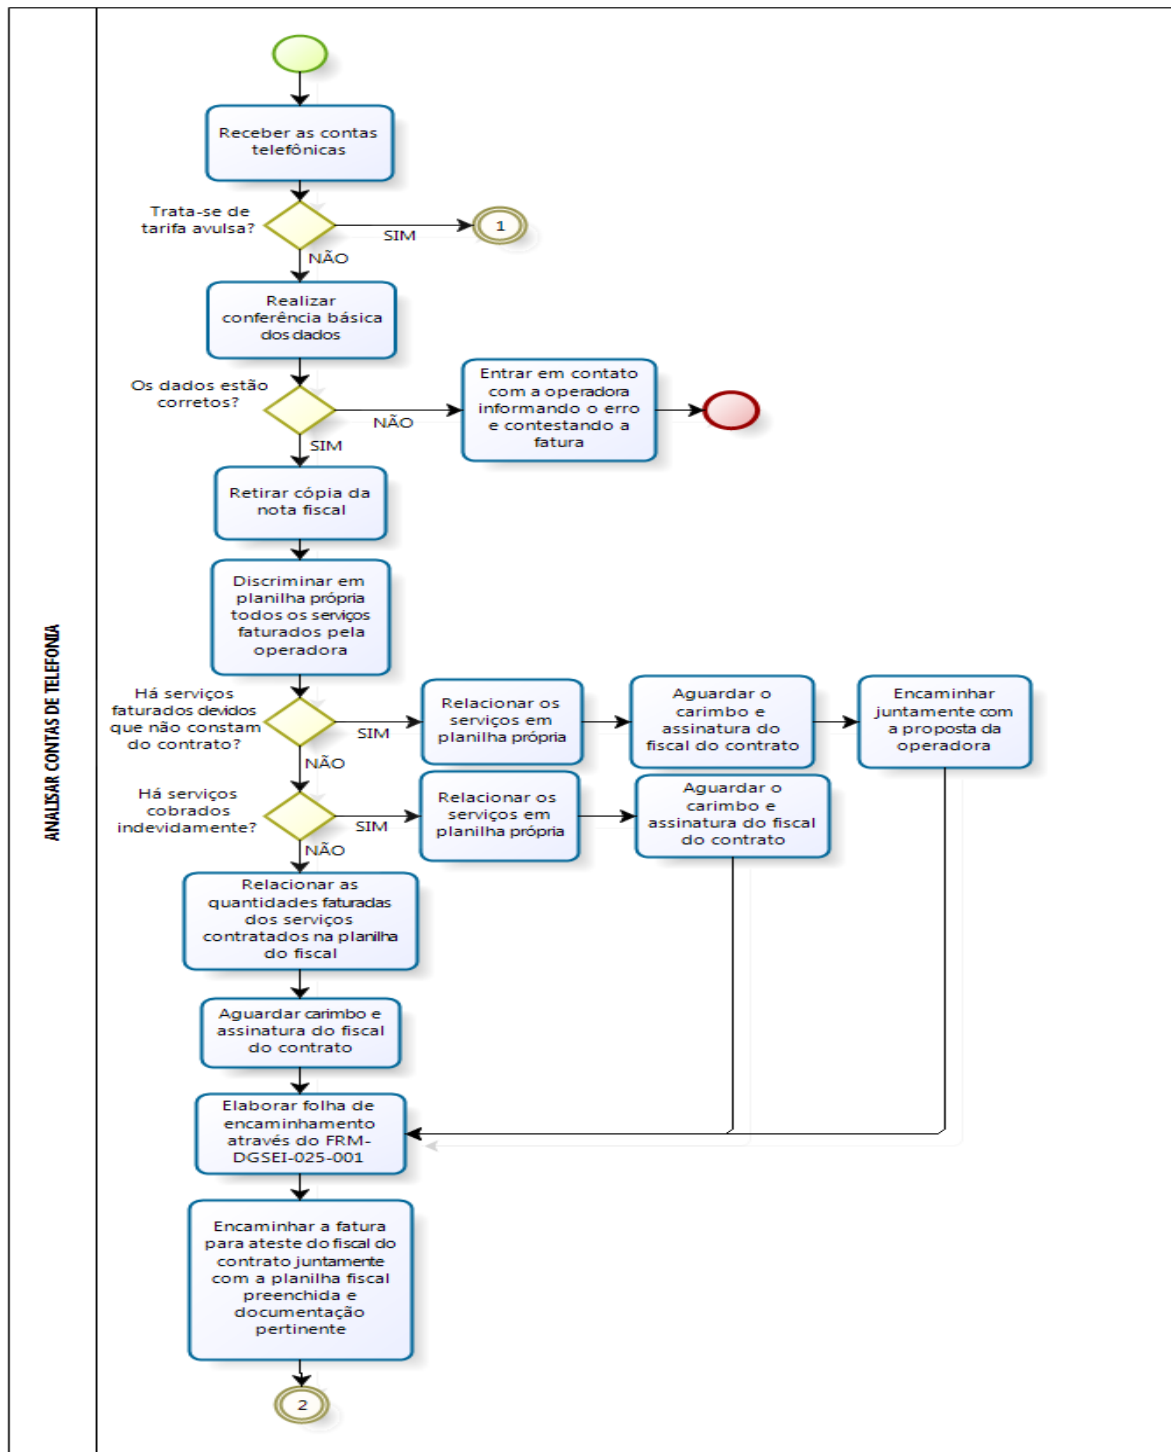 ANALISAR CONTAS DE TELEFONIA
Receber as contas
telefônicas
Trata-se de
tarifa avulsa?
SIM
1
NÃO
Realizar
conferência básica
dos dados
Os dados estão
corretos?
NÃO
Entrar em contato
com a operadora
informando o erro
e contestando a
fatura
SIM
Retirar cópia da
nota fiscal
Discriminar em
planilha própria
todos os serviços
faturados pela
operadora
Há serviços
faturados devidos
que não constam
do contrato?
SIM
Relacionar os
serviços em
planilha própria
Aguardar o
carimbo e
assinatura do
fiscal do contrato
Encaminhar
juntamente com
a proposta da
operadora
NÃO
Há serviços
cobrados
indevidamente?
SIM
Relacionar os
serviços em
planilha própria
Aguardar o
carimbo e
assinatura do fiscal
do contrato
NÃO
Relacionar as
quantidades faturadas
dos serviços
contratados na planilha
do fiscal
Aguardar carimbo e
assinatura do fiscal
do contrato
Elaborar folha de
encaminhamento
através do FRM-
DGSEI-025-001
Encaminhar a fatura
para ateste do fiscal do
contrato juntamente
com a planilha fiscal
preenchida e
documentação
pertinente
2